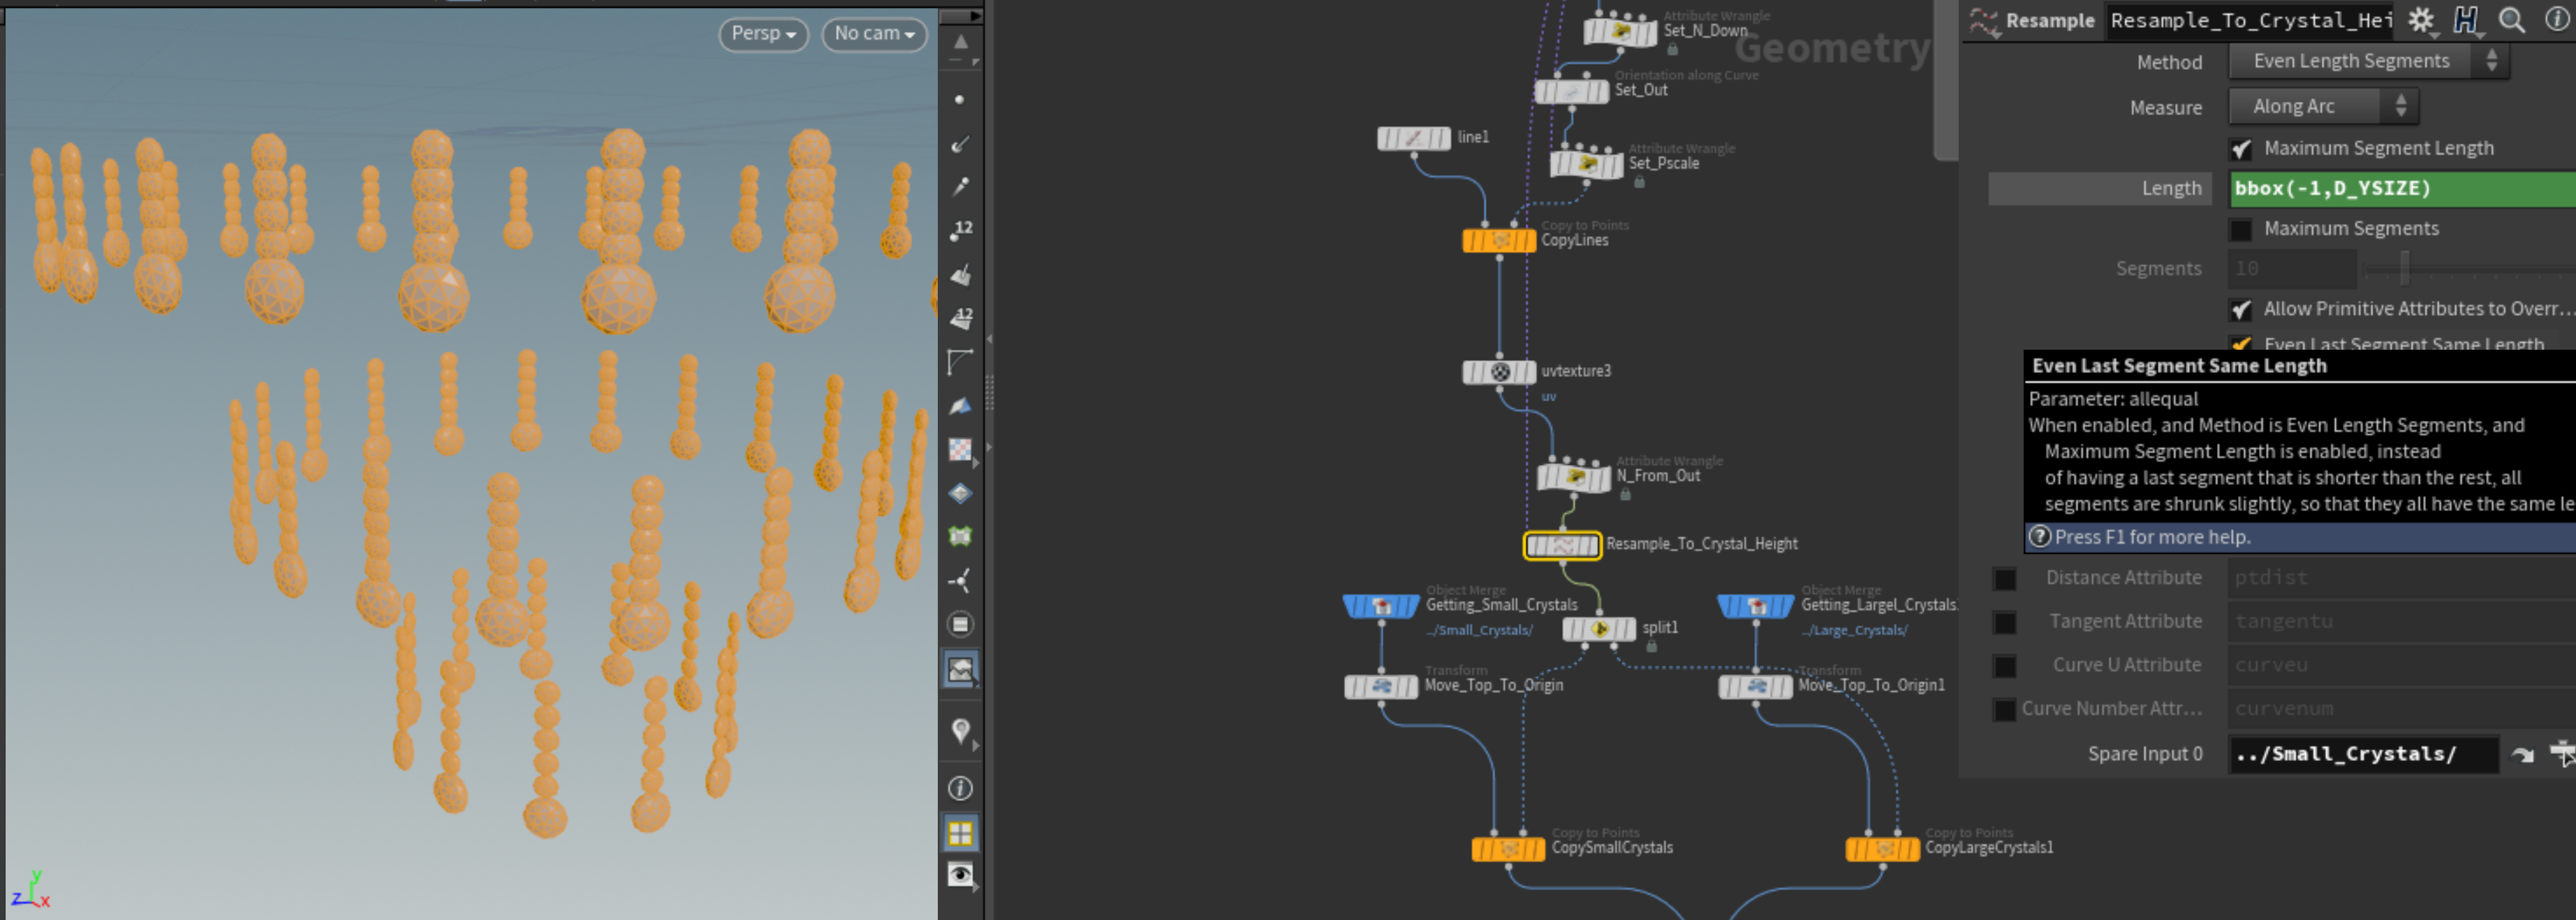 Persp
No cam
12
12
y
z
x
Geometry
Attribute Wrangle
Set_N_Down
Orientation along Curve
Set_Out
line1
Attribute Wrangle
Set_Pscale
Copy to Points
CopyLines
uvtexture3
uv
Attribute Wrangle
N_From_Out
Resample_To_Crystal_Height
Object Merge
Getting_Small_Crystals
../Small_Crystals/
split1
Object Merge
Getting_Largel_Crystals
../Large_Crystals/
Transform
Move_Top_To_Origin
Transform
Move_Top_To_Origin1
Copy to Points
CopySmallCrystals
Copy to Points
CopyLargeCrystals1
Resample Resample_To_Crystal_Hei
Method Even Length Segments
Measure Along Arc
Maximum Segment Length
Length bbox(-1,D_YSIZE)
Maximum Segments
Segments 10
Allow Primitive Attributes to Overr...
Even Last Segment Same Length
Even Last Segment Same Length
Parameter: allequal
When enabled, and Method is Even Length Segments, and
Maximum Segment Length is enabled, instead
of having a last segment that is shorter than the rest, all
segments are shrunk slightly, so that they all have the same le
? Press F1 for more help.
Distance Attribute ptdist
Tangent Attribute tangentu
Curve U Attribute curveu
Curve Number Attr... curvenum
Spare Input 0 ../Small_Crystals/